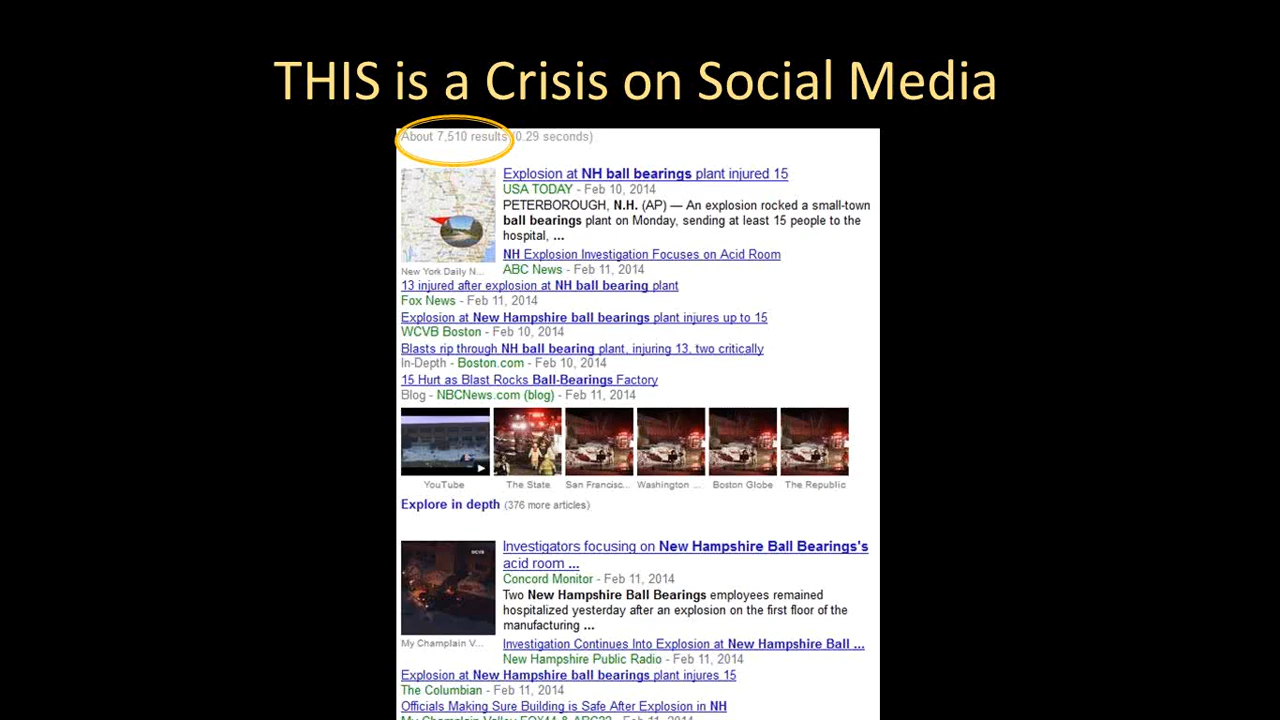 THIS is a Crisis on Social Media
About 7,510 results (0.29 seconds)
Explosion at NH ball bearings plant injured 15
USA TODAY - Feb 10, 2014
PETERBOROUGH, N.H. (AP) — An explosion rocked a small-town
ball bearings plant on Monday, sending at least 15 people to the
hospital, ...
NH Explosion Investigation Focuses on Acid Room
New York Daily N...
ABC News - Feb 11, 2014
13 injured after explosion at NH ball bearing plant
Fox News - Feb 11, 2014
Explosion at New Hampshire ball bearings plant injures up to 15
WCVB Boston - Feb 10, 2014
Blasts rip through NH ball bearing plant, injuring 13, two critically
In-Depth - Boston.com - Feb 10, 2014
15 Hurt as Blast Rocks Ball-Bearings Factory
Blog - NBCNews.com (blog) - Feb 11, 2014
YouTube
The State
San Francisc...
Washington ...
Boston Globe
The Republic
Explore in depth (376 more articles)
WCVB
Investigators focusing on New Hampshire Ball Bearings's
acid room ...
Concord Monitor - Feb 11, 2014
Two New Hampshire Ball Bearings employees remained
hospitalized yesterday after an explosion on the first floor of the
manufacturing ...
My Champlain V...
Investigation Continues Into Explosion at New Hampshire Ball ...
New Hampshire Public Radio - Feb 11, 2014
Explosion at New Hampshire ball bearings plant injures 15
The Columbian - Feb 11, 2014
Officials Making Sure Building is Safe After Explosion in NH
My Champlain Valley FOX44 & ABC22 - Feb 11, 2014